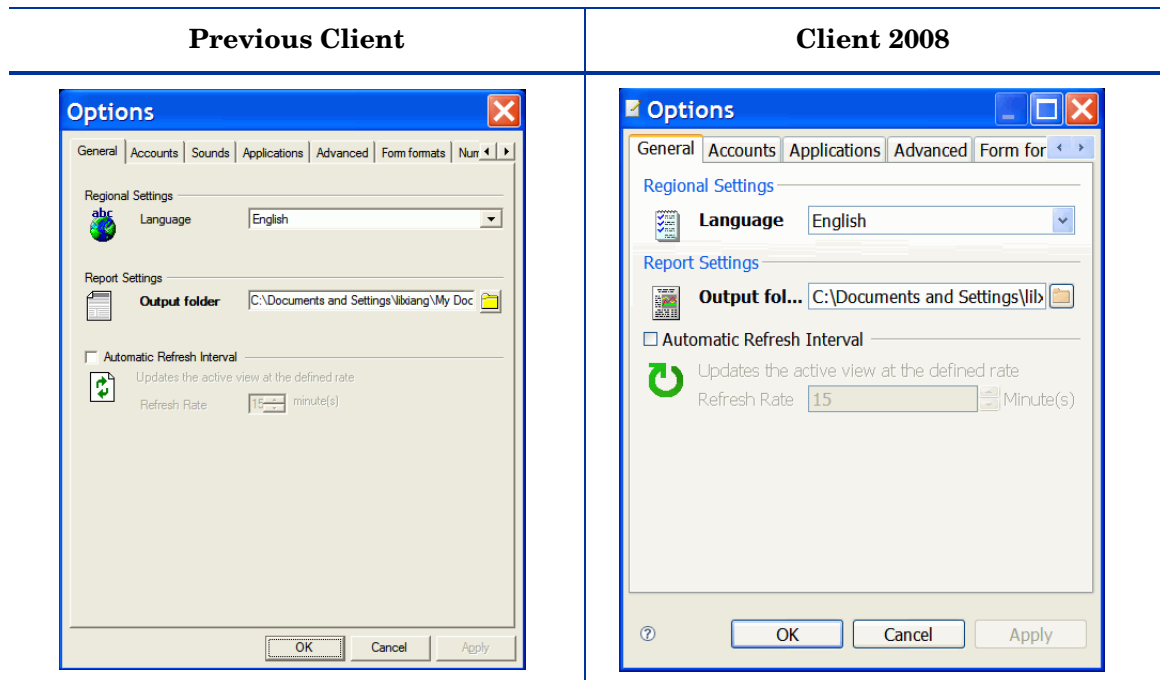 Previous Client
Client 2008
Options
General Accounts Sounds Applications Advanced Form formats Num
Regional Settings
abc
Language English
Report Settings
Output folder C:\Documents and Settings\lilxiang\My Doc
Automatic Refresh Interval
Updates the active view at the defined rate
Refresh Rate 15 minute(s)
OK Cancel Apply
Options
General Accounts Applications Advanced Form for
Regional Settings
Language English
Report Settings
Output fol... C:\Documents and Settings\lilx
Automatic Refresh Interval
Updates the active view at the defined rate
Refresh Rate 15 Minute(s)
? OK Cancel Apply